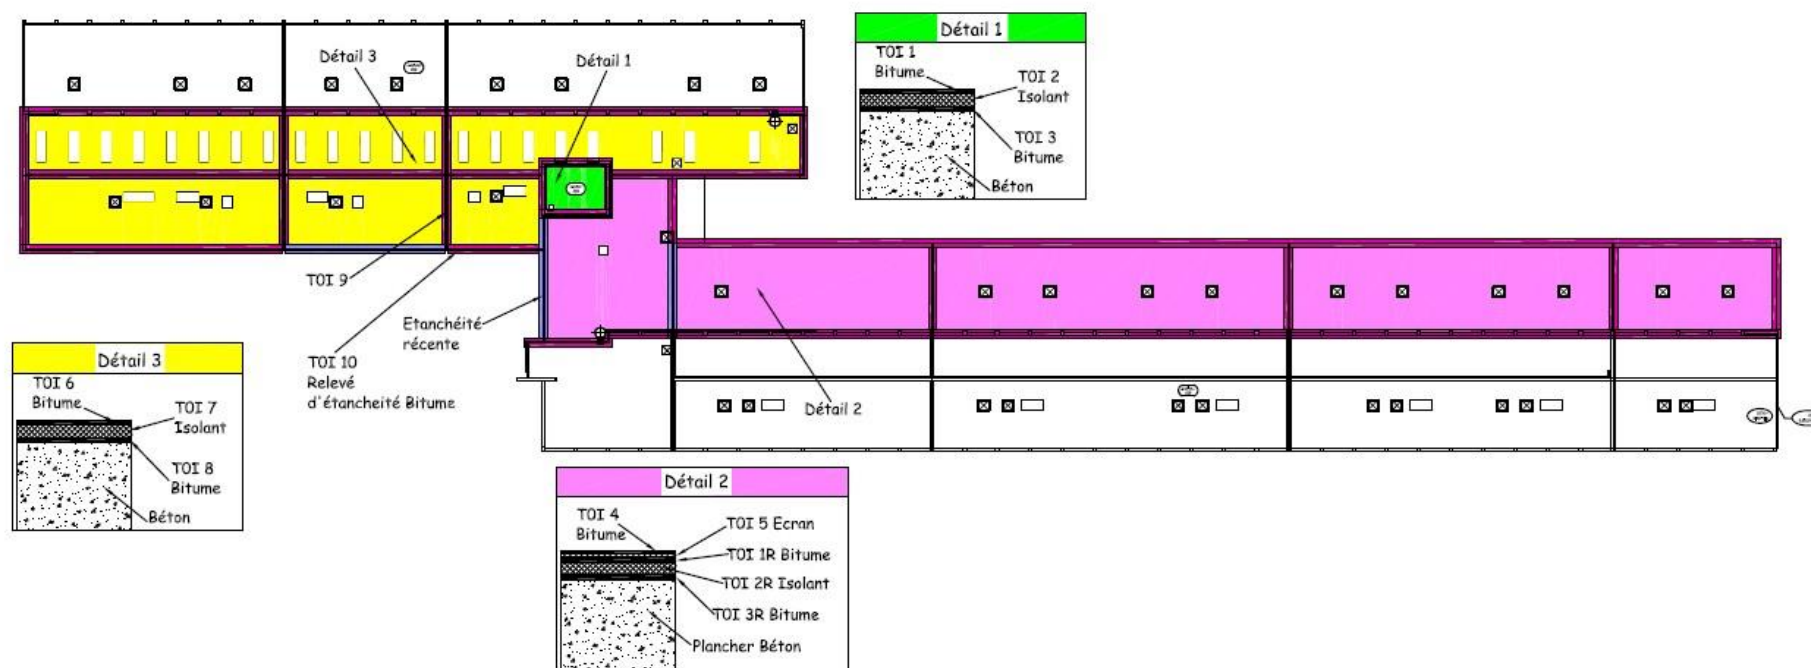 Détail 1
TOI 1
Bitume
TOI 2
Isolant
TOI 3
Bitume
Béton
Détail 3
Détail 1
TOI 9
Etanchéité
récente
TOI 10
Relevé
d'étancheité Bitume
Détail 2
Détail 3
TOI 6
Bitume
TOI 7
Isolant
TOI 8
Bitume
Béton
Détail 2
TOI 4
Bitume
TOI 5 Ecran
TOI 1R Bitume
TOI 2R Isolant
TOI 3R Bitume
Plancher Béton